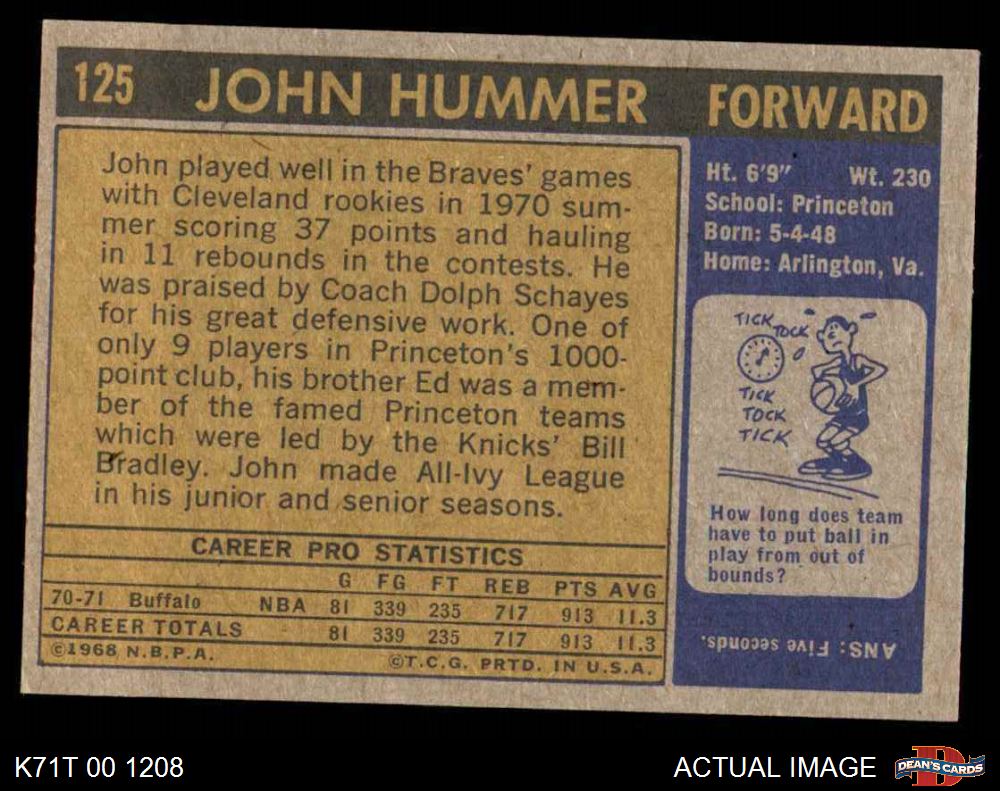 125 JOHN HUMMER FORWARD
John played well in the Braves' games
with Cleveland rookies in 1970 sum-
mer scoring 37 points and hauling
in 11 rebounds in the contests. He
was praised by Coach Dolph Schayes
for his great defensive work. One of
only 9 players in Princeton's 1000-
point club, his brother Ed was a mem-
ber of the famed Princeton teams
which were led by the Knicks' Bill
Bradley. John made All-Ivy League
in his junior and senior seasons.
CAREER PRO STATISTICS
G FG FT REB PTS AVG
70-71 Buffalo NBA 81 339 235 717 913 11.3
CAREER TOTALS 81 339 235 717 913 11.3
©1968 N.B.P.A. ©T.C.G. PRTD. IN U.S.A.
Ht. 6'9" Wt. 230
School: Princeton
Born: 5-4-48
Home: Arlington, Va.
TICK
TOCK
TICK
TOCK
TICK
How long does team
have to put ball in
play from out of
bounds?
ANS: Five seconds.
K71T 00 1208 ACTUAL IMAGE DEAN'S CARDS